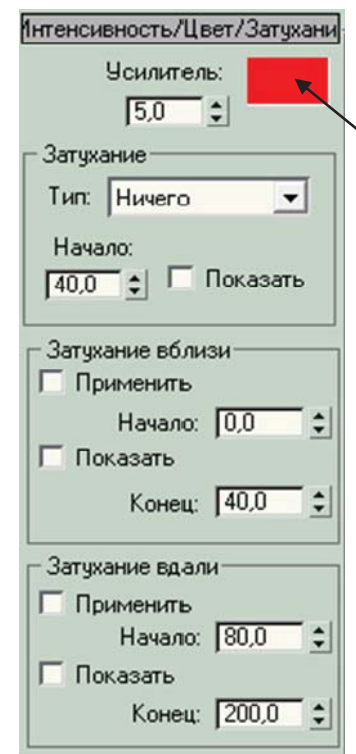 Интенсивность/Цвет/Затухани
Усилитель:
5,0
Затухание
Тип: Ничего
Начало:
40,0 Показать
Затухание вблизи
Применить
Начало: 0,0
Показать
Конец: 40,0
Затухание вдали
Применить
Начало: 80,0
Показать
Конец: 200,0